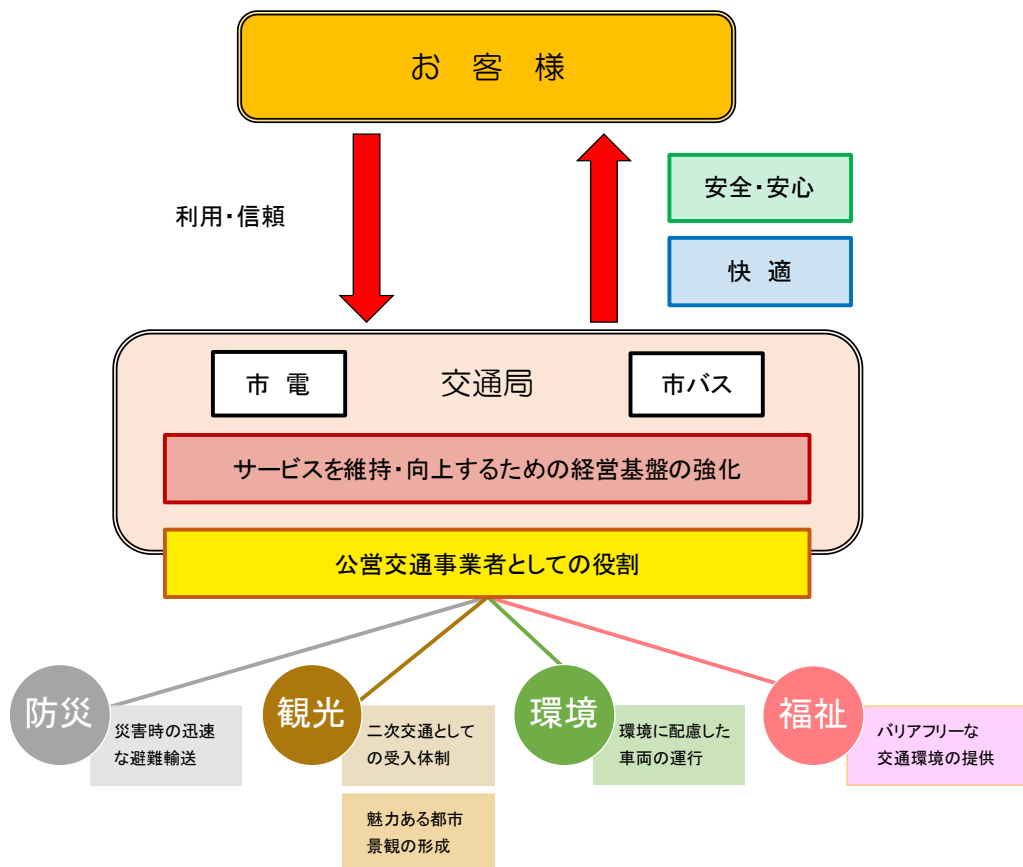 お 客 様
利用・信頼
安全・安心
快 適
市 電
交通局
市バス
サービスを維持・向上するための経営基盤の強化
公営交通事業者としての役割
防災
災害時の迅速
な避難輸送
観光
二次交通として
の受入体制
魅力ある都市
景観の形成
環境
環境に配慮した
車両の運行
福祉
バリアフリーな
交通環境の提供